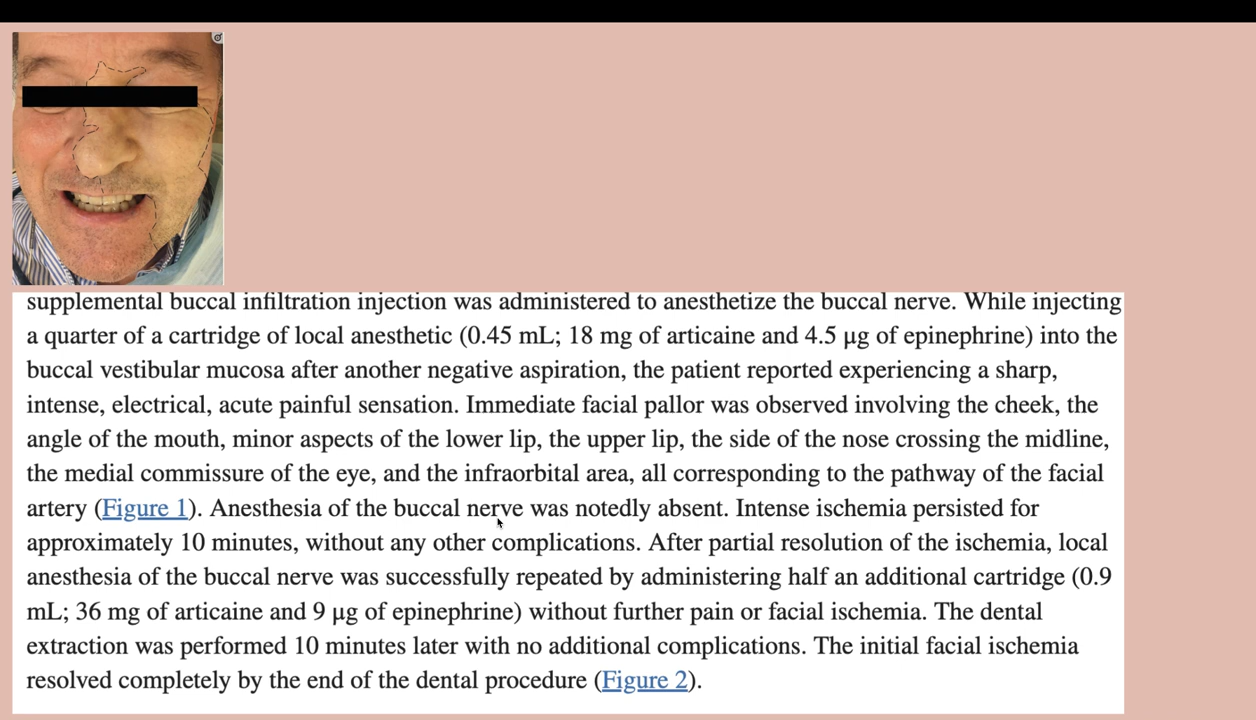 supplemental buccal infiltration injection was administered to anesthetize the buccal nerve. While injecting
a quarter of a cartridge of local anesthetic (0.45 mL; 18 mg of articaine and 4.5 μg of epinephrine) into the
buccal vestibular mucosa after another negative aspiration, the patient reported experiencing a sharp,
intense, electrical, acute painful sensation. Immediate facial pallor was observed involving the cheek, the
angle of the mouth, minor aspects of the lower lip, the upper lip, the side of the nose crossing the midline,
the medial commissure of the eye, and the infraorbital area, all corresponding to the pathway of the facial
artery (Figure 1). Anesthesia of the buccal nerve was notedly absent. Intense ischemia persisted for
approximately 10 minutes, without any other complications. After partial resolution of the ischemia, local
anesthesia of the buccal nerve was successfully repeated by administering half an additional cartridge (0.9
mL; 36 mg of articaine and 9 μg of epinephrine) without further pain or facial ischemia. The dental
extraction was performed 10 minutes later with no additional complications. The initial facial ischemia
resolved completely by the end of the dental procedure (Figure 2).